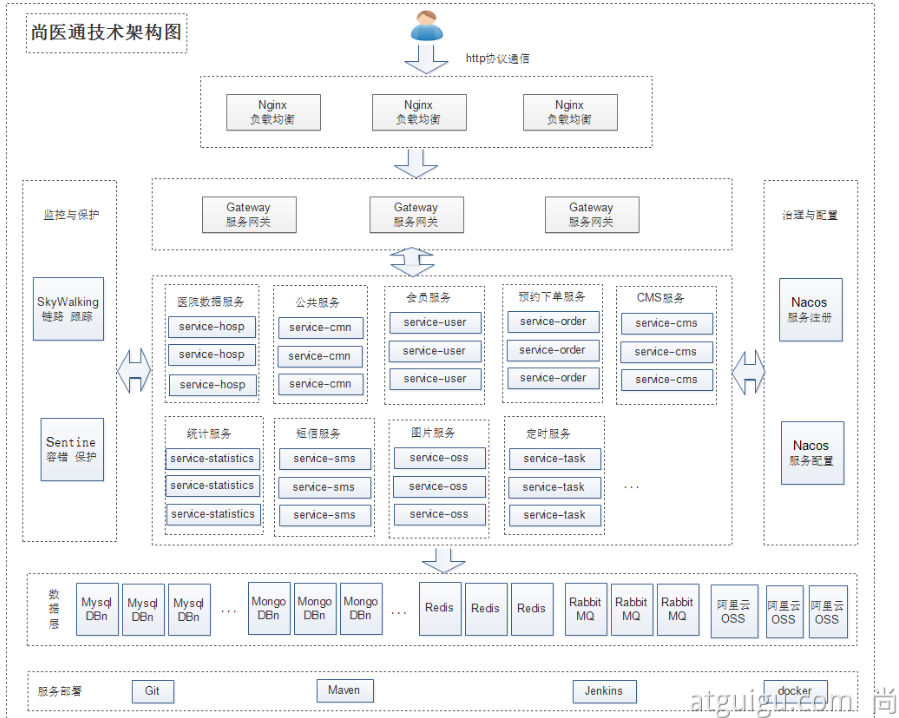 尚医通技术架构图
http协议通信
Nginx
负载均衡
Nginx
负载均衡
Nginx
负载均衡
Gateway
服务网关
Gateway
服务网关
Gateway
服务网关
监控与保护
SkyWalking
链路 跟踪
Sentine
容错 保护
医院数据服务
service-hosp
service-hosp
service-hosp
公共服务
service-cmn
service-cmn
service-cmn
会员服务
service-user
service-user
service-user
预约下单服务
service-order
service-order
service-order
CMS服务
service-cms
service-cms
service-cms
统计服务
service-statistics
service-statistics
service-statistics
短信服务
service-sms
service-sms
service-sms
图片服务
service-oss
service-oss
service-oss
定时服务
service-task
service-task
service-task
...
治理与配置
Nacos
服务注册
Nacos
服务配置
数据层
Mysql
DBn
Mysql
DBn
Mysql
DBn
...
Mongo
DBn
Mongo
DBn
Mongo
DBn
...
Redis
Redis
Redis
Rabbit
MQ
Rabbit
MQ
Rabbit
MQ
阿里云
OSS
阿里云
OSS
阿里云
OSS
服务部署
Git
Maven
Jenkins
docker
atguigu.com 尚